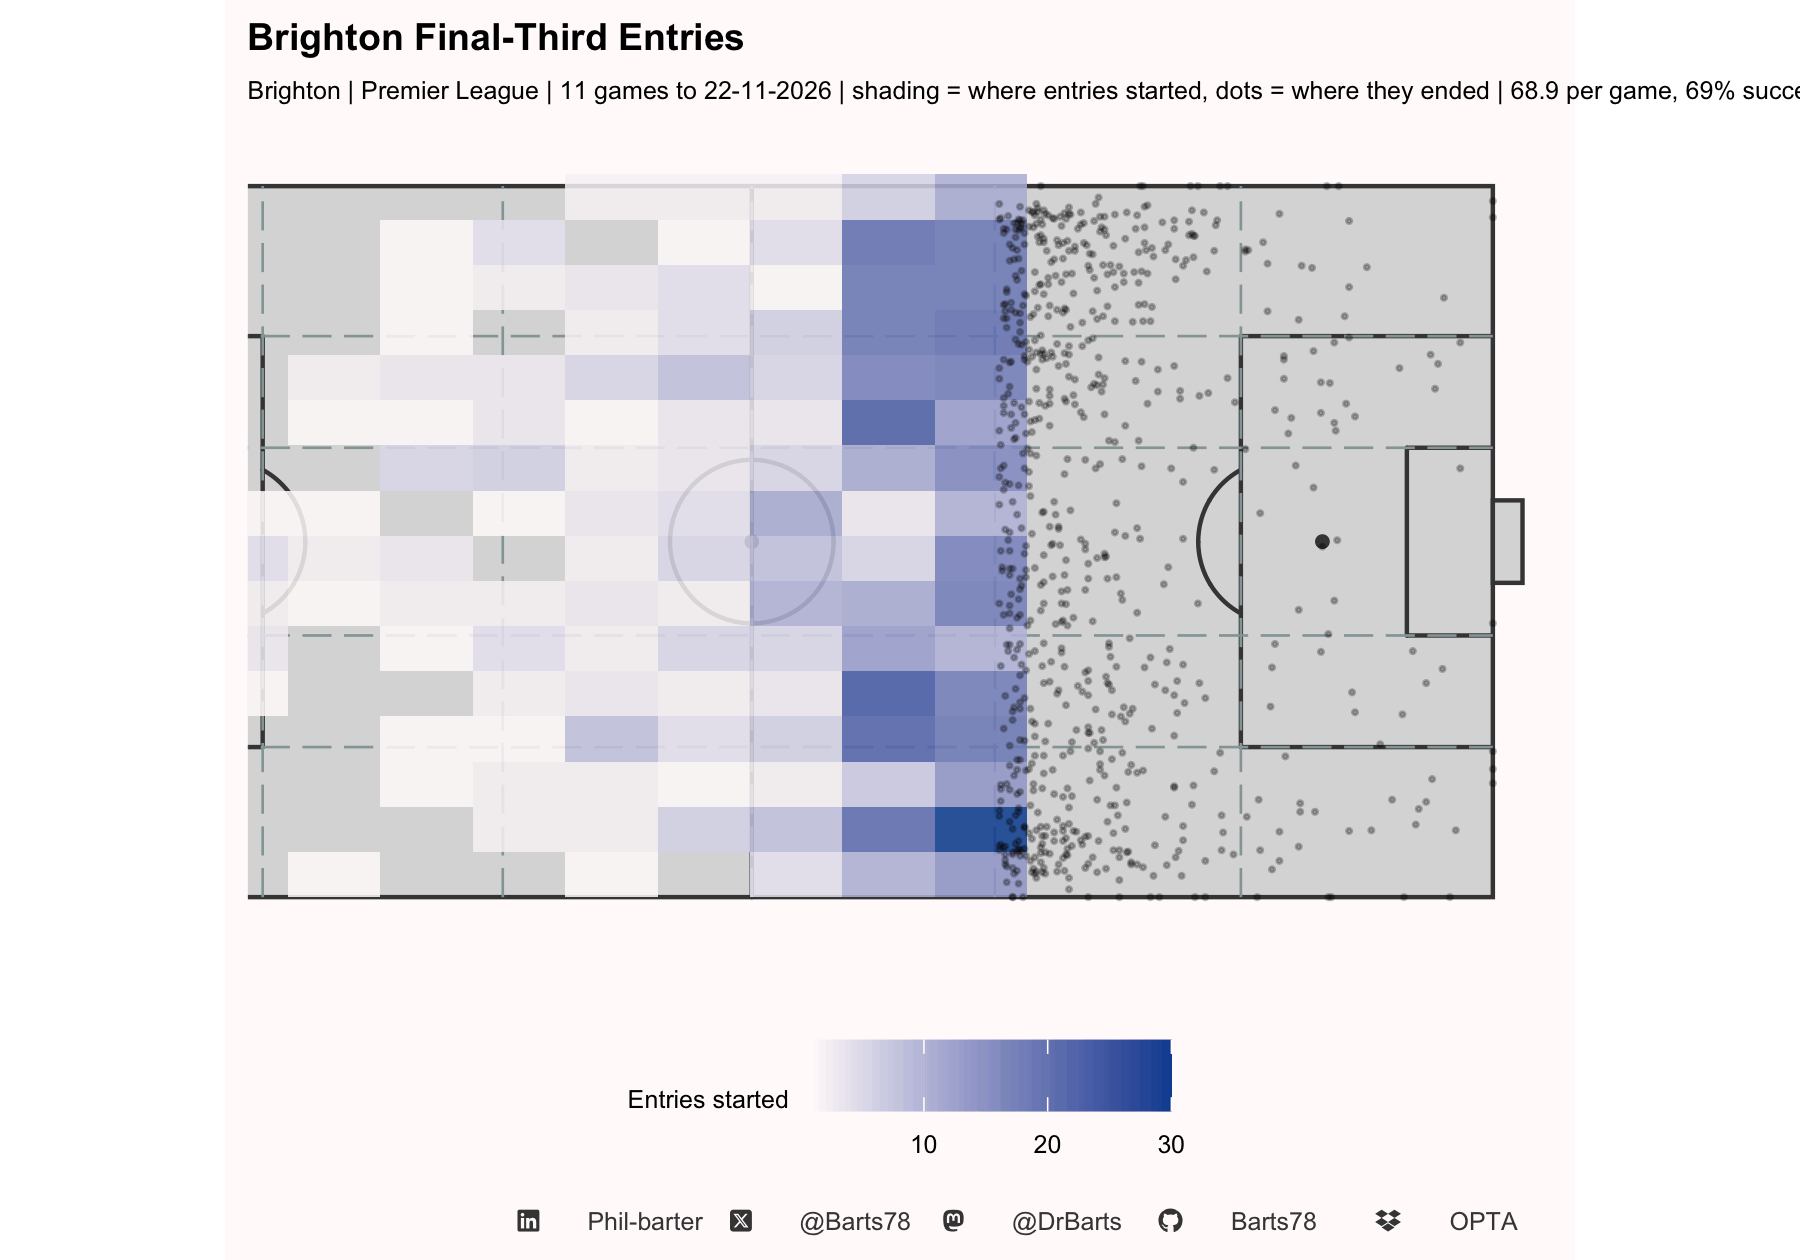 Brighton Final-Third Entries
Brighton | Premier League | 11 games to 22-11-2026 | shading = where entries started, dots = where they ended | 68.9 per game, 69% succe
Entries started
10 20 30
Phil-barter @Barts78 @DrBarts Barts78 OPTA